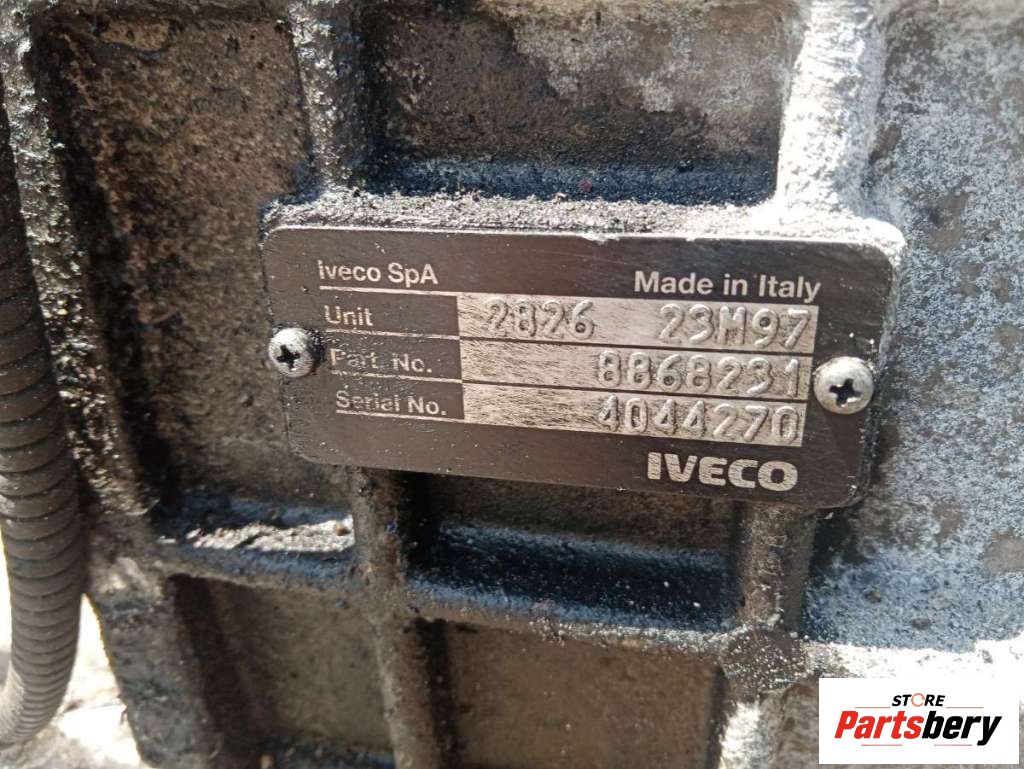 Iveco SpA Made in Italy
Unit 2826 23M97
Part. No. 8868231
Serial No. 4044270
IVECO
STORE
Partsbery